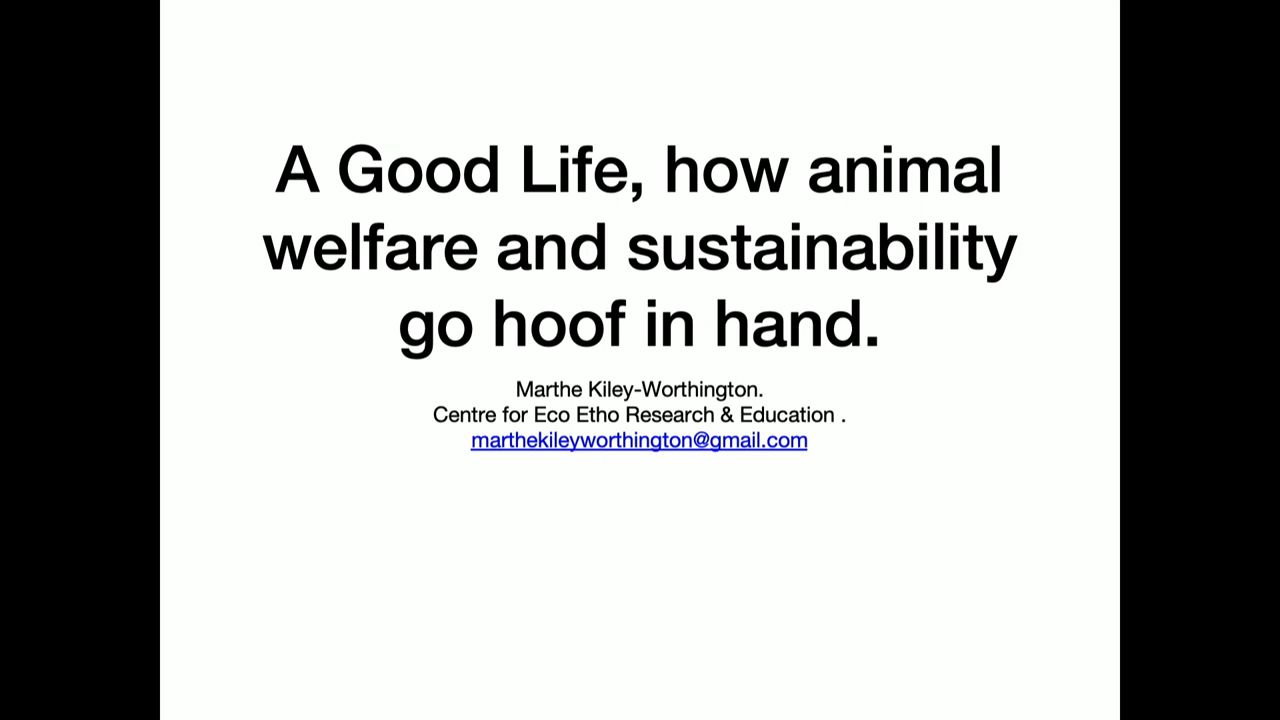 A Good Life, how animal
welfare and sustainability
go hoof in hand.
Marthe Kiley-Worthington.
Centre for Eco Etho Research & Education .
marthekileyworthington@gmail.com